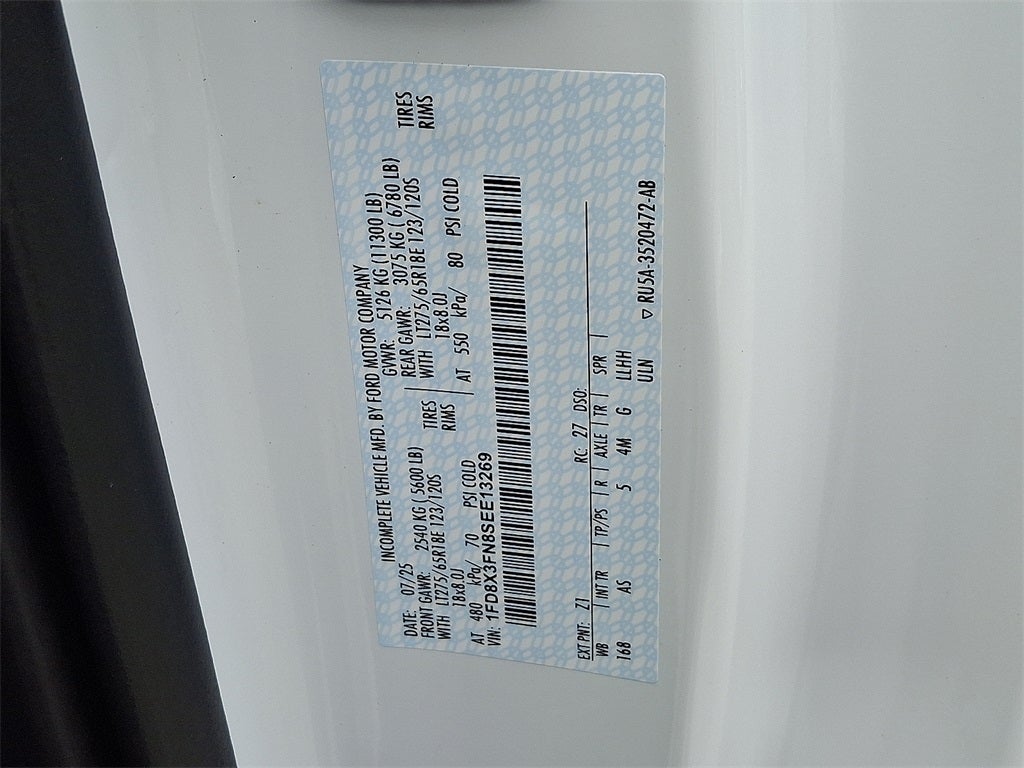 INCOMPLETE VEHICLE MFD. BY FORD MOTOR COMPANY
DATE: 07/25 GVWR: 5126 KG (11300 LB)
FRONT GAWR: 2540 KG ( 5600 LB) REAR GAWR: 3075 KG ( 6780 LB)
WITH LT275/65R18E 123/120S TIRES WITH LT275/65R18E 123/120S TIRES
18x8.0J RIMS 18x8.0J RIMS
AT 480 kPa/ 70 PSI COLD AT 550 kPa/ 80 PSI COLD
VIN: 1FD8X3FN8SEE13269
EXT PNT: Z1 RC: 27 DSO:
WB INT TR TP/PS R AXLE TR SPR
168 AS 5 4M G LLHH
ULN
▽ RU5A-3520472-AB